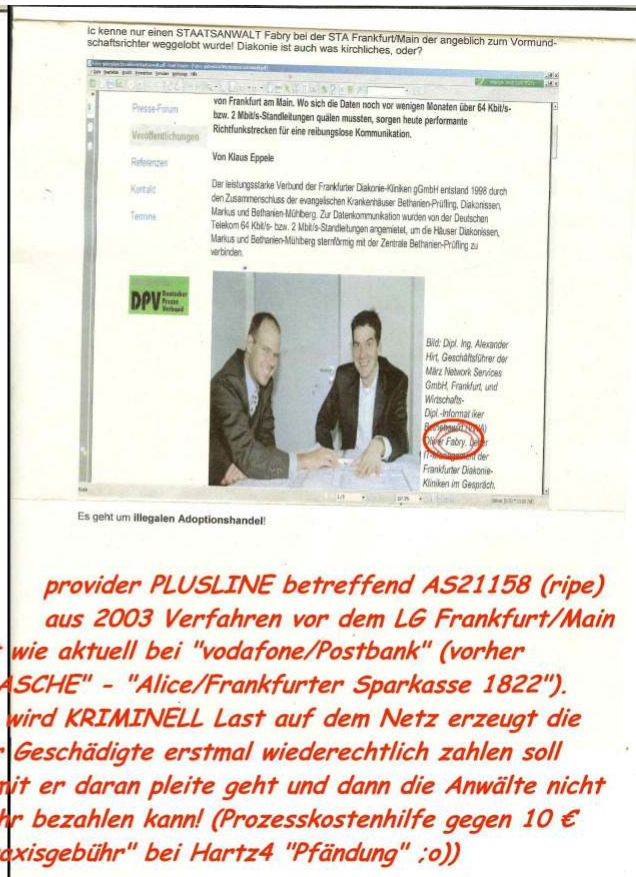 Ic kenne nur einen STAATSANWALT Fabry bei der STA Frankfurt/Main der angeblich zum Vormund-
schaftsrichter weggelobt wurde! Diakonie ist auch was kirchliches, oder?
Presse-Forum
Veröffentlichungen
Referenzen
Kontakt
Termine
DPV Deutscher
Presse
Verband
von Frankfurt am Main. Wo sich die Daten noch vor wenigen Monaten über 64 Kbit/s-
bzw. 2 Mbit/s-Standleitungen quälen mussten, sorgen heute performante
Richtfunkstrecken für eine reibungslose Kommunikation.
Von Klaus Eppele
Der leistungsstarke Verbund der Frankfurter Diakonie-Kliniken gGmbH entstand 1998 durch
den Zusammenschluss der evangelischen Krankenhäuser Bethanien-Prüfling, Diakonissen,
Markus und Bethanien-Mühlberg. Zur Datenkommunikation wurden von der Deutschen
Telekom 64 Kbit/s- bzw. 2 Mbit/s-Standleitungen angemietet, um die Häuser Diakonissen,
Markus und Bethanien-Mühlberg sternförmig mit der Zentrale Bethanien-Prüfling zu
verbinden.
Bild: Dipl. Ing. Alexander
Hirt, Geschäftsführer der
März Network Services
GmbH, Frankfurt, und
Wirtschafts-
Dipl.-Informat iker
(VWA)
Oliver Fabry, Leiter
IT-Management der
Frankfurter Diakonie-
Kliniken im Gespräch.
Es geht um illegalen Adoptionshandel!
provider PLUSLINE betreffend AS21158 (ripe)
aus 2003 Verfahren vor dem LG Frankfurt/Main
wie aktuell bei "vodafone/Postbank" (vorher
ASCHE" - "Alice/Frankfurter Sparkasse 1822").
wird KRIMINELL Last auf dem Netz erzeugt die
r Geschädigte erstmal wiederechtlich zahlen soll
mit er daran pleite geht und dann die Anwälte nicht
hr bezahlen kann! (Prozesskostenhilfe gegen 10 €
axisgebühr" bei Hartz4 "Pfändung" ;o))